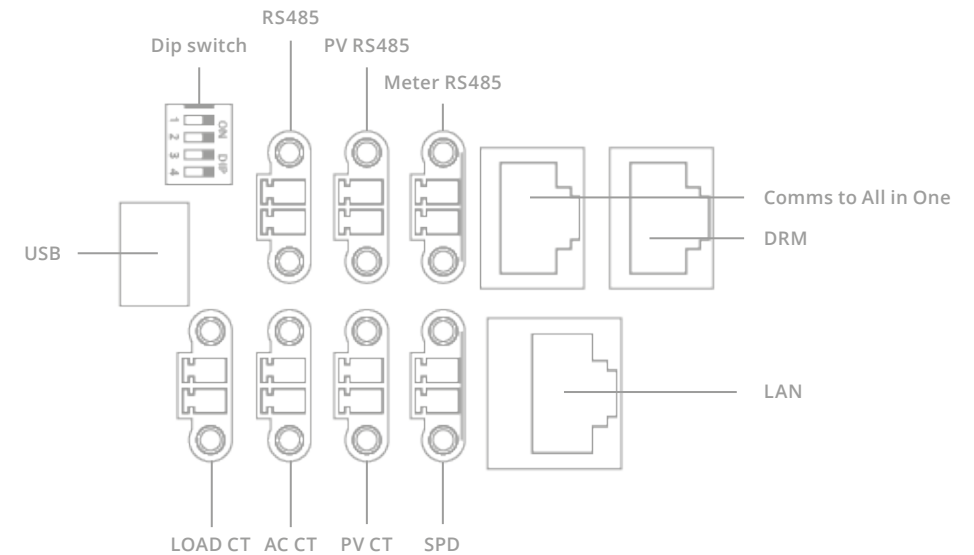 RS485
Dip switch
PV RS485
Meter RS485
1
2
3
4
ON
DIP
Comms to All in One
DRM
USB
LAN
LOAD CT
AC CT
PV CT
SPD